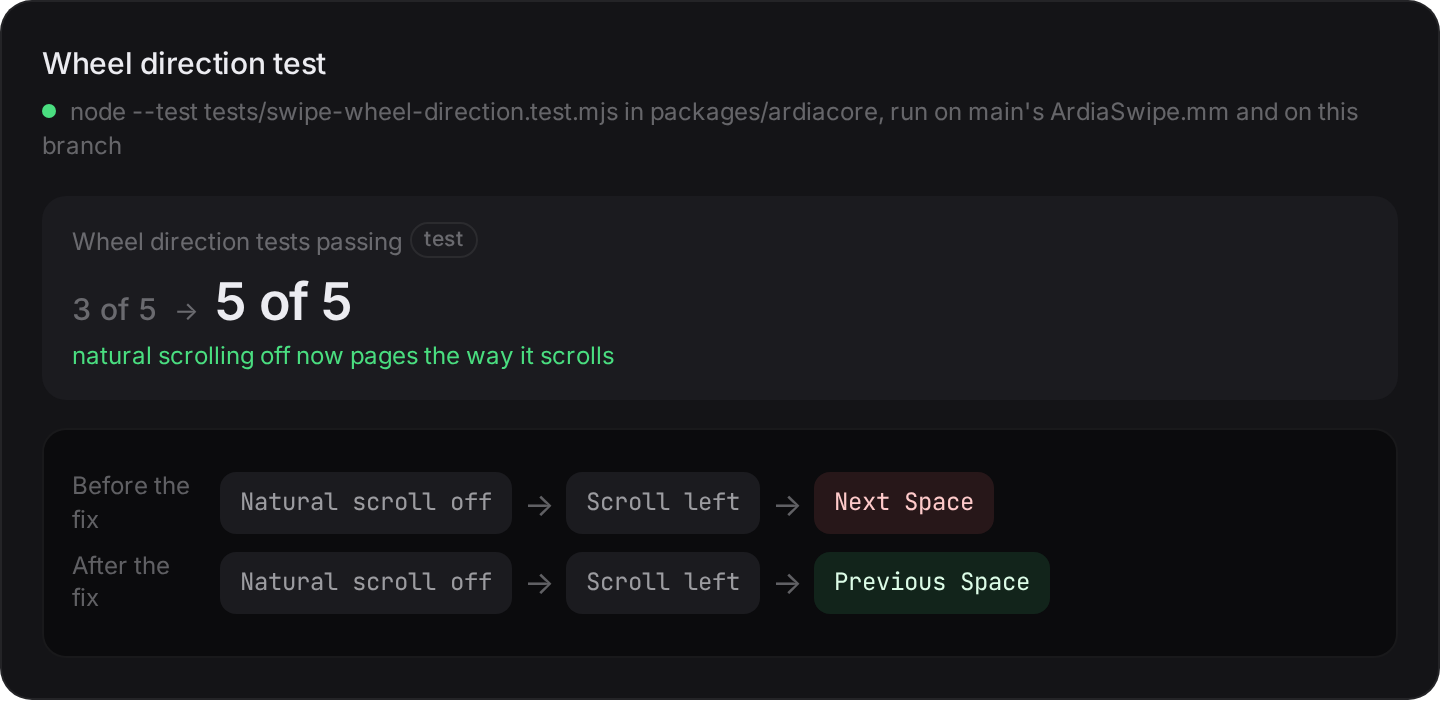 Wheel direction test
node --test tests/swipe-wheel-direction.test.mjs in packages/ardiacore, run on main's ArdiaSwipe.mm and on this
branch
Wheel direction tests passing test
3 of 5 → 5 of 5
natural scrolling off now pages the way it scrolls
Before the
fix
Natural scroll off → Scroll left → Next Space
After the
fix
Natural scroll off → Scroll left → Previous Space